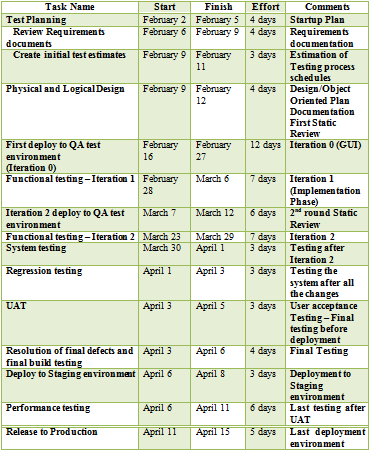 Task Name Start Finish Effort Comments
Test Planning February 2 February 5 4 days Startup Plan
Review Requirements documents February 6 February 9 4 days Requirements documentation
Create initial test estimates February 9 February 11 3 days Estimation of Testing process schedules
Physical and Logical Design February 9 February 12 4 days Design/Object Oriented Plan Documentation First Static Review
First deploy to QA test environment (Iteration 0) February 16 February 27 12 days Iteration 0 (GUI)
Functional testing – Iteration 1 February 28 March 6 7 days Iteration 1 (Implementation Phase)
Iteration 2 deploy to QA test environment March 7 March 12 6 days 2nd round Static Review
Functional testing – Iteration 2 March 23 March 29 7 days Iteration 2
System testing March 30 April 1 3 days Testing after Iteration 2
Regression testing April 1 April 3 3 days Testing the system after all the changes
UAT April 3 April 5 3 days User acceptance Testing – Final testing before deployment
Resolution of final defects and final build testing April 3 April 6 4 days Final Testing
Deploy to Staging environment April 6 April 8 3 days Deployment to Staging environment
Performance testing April 6 April 11 6 days Last testing after UAT
Release to Production April 11 April 15 5 days Last deployment environment